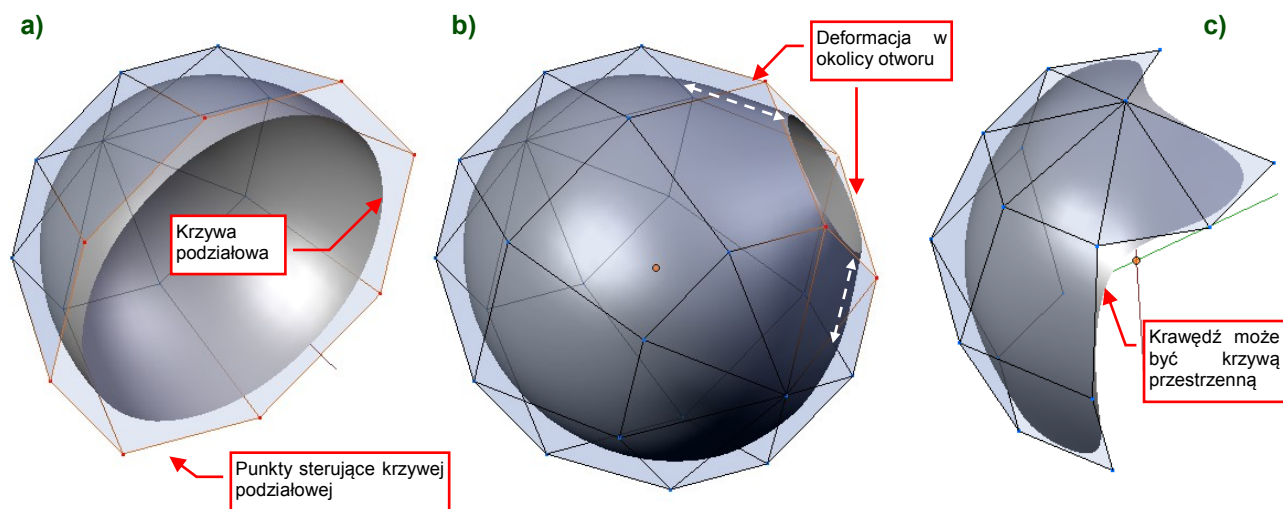 a)
b)
c)
Deformacja w
okolicy otworu
Krzywa
podziałowa
Krawędź może
być krzywą
przestrzenną
Punkty sterujące krzywej
podziałowej